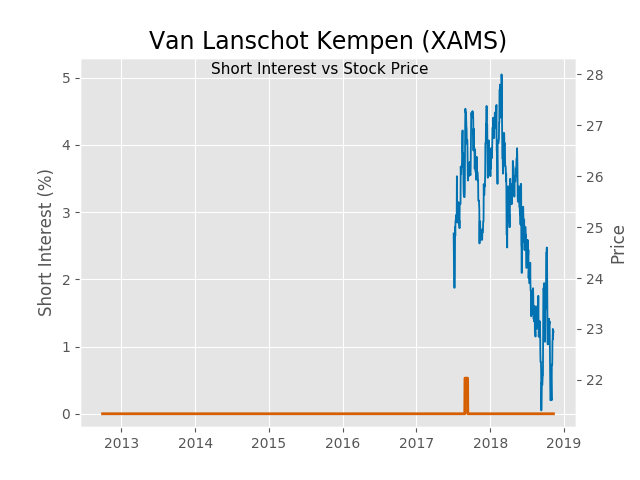 Van Lanschot Kempen (XAMS)
Short Interest vs Stock Price
Short Interest (%)
5
4
3
2
1
0
28
27
26
25
24
23
22
Price
2013 2014 2015 2016 2017 2018 2019